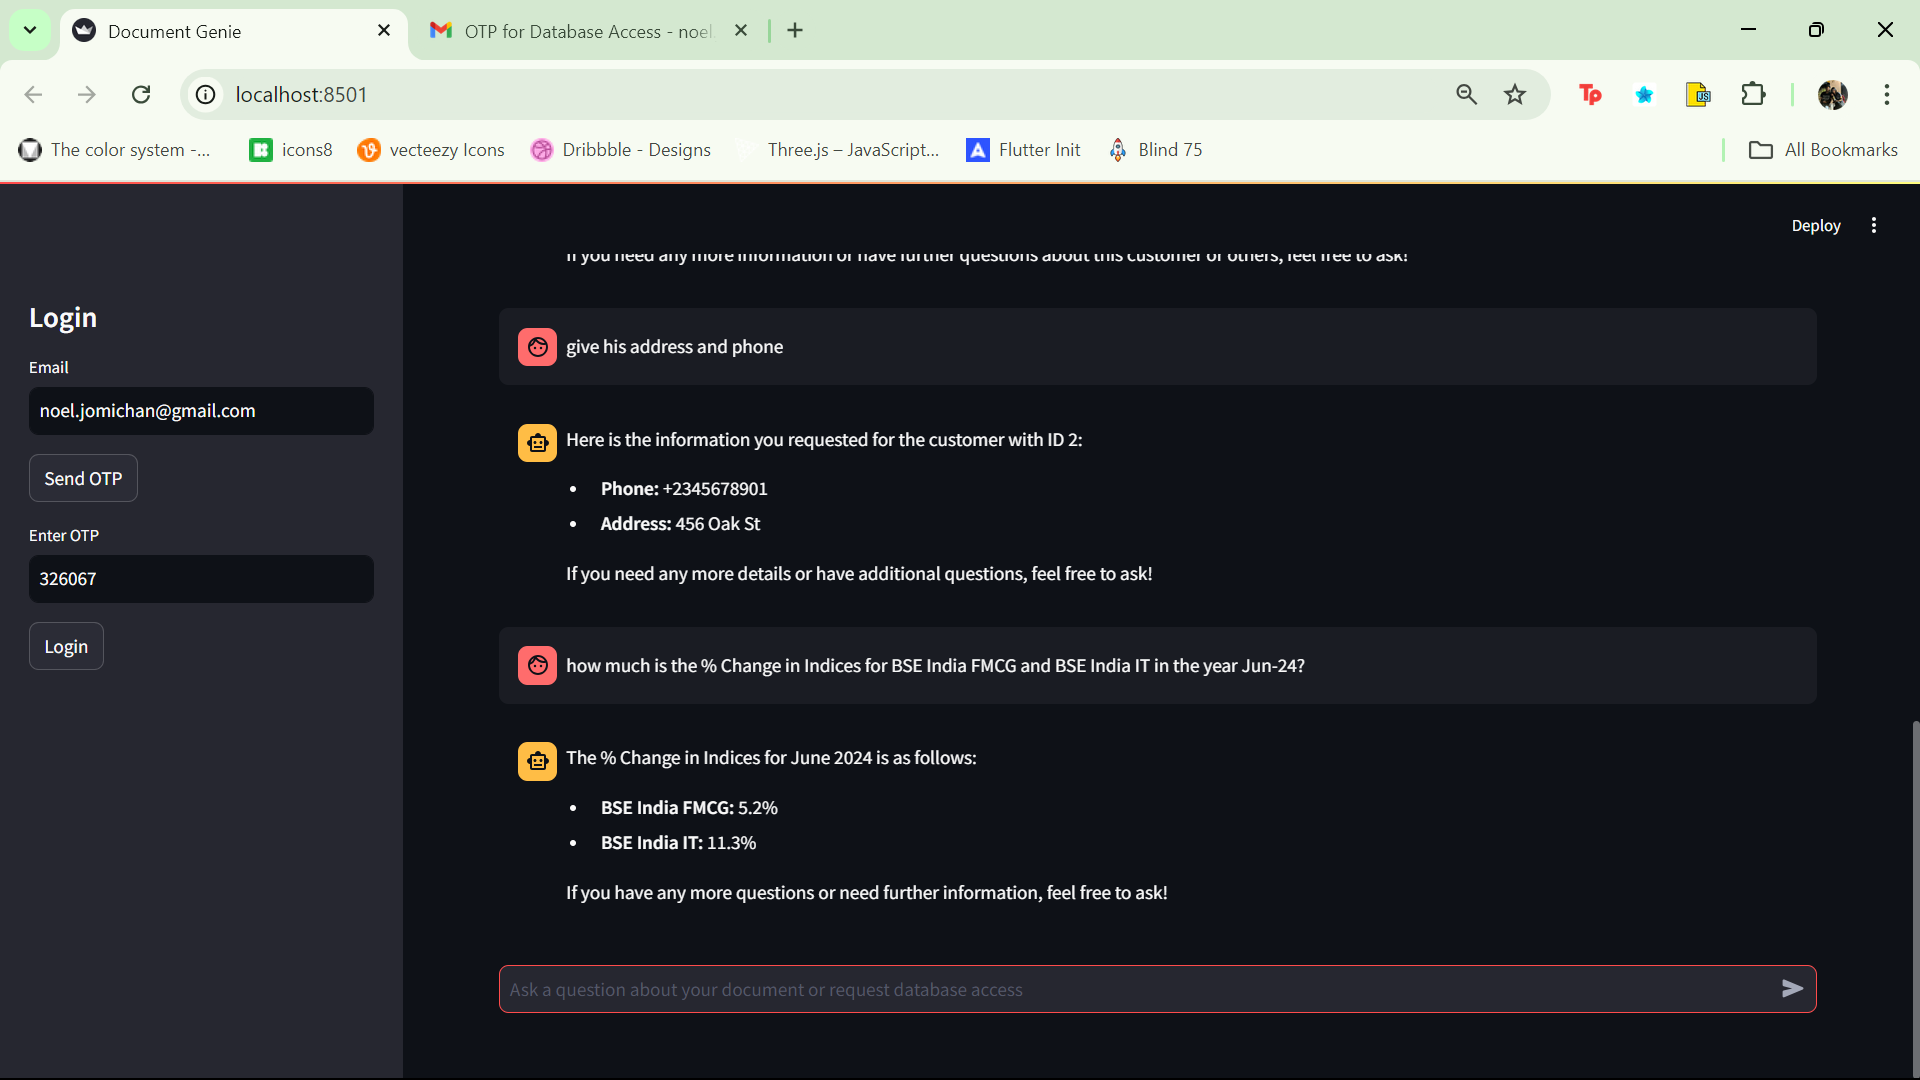 Document Genie
OTP for Database Access - noel
localhost:8501
The color system -...
icons8
vecteezy Icons
Dribbble - Designs
Three.js – JavaScript...
Flutter Init
Blind 75
All Bookmarks
Deploy
If you need any more information or have further questions about this customer or others, feel free to ask!
Login
Email
noel.jomichan@gmail.com
Send OTP
Enter OTP
326067
Login
give his address and phone
Here is the information you requested for the customer with ID 2:
• Phone: +2345678901
• Address: 456 Oak St
If you need any more details or have additional questions, feel free to ask!
how much is the % Change in Indices for BSE India FMCG and BSE India IT in the year Jun-24?
The % Change in Indices for June 2024 is as follows:
• BSE India FMCG: 5.2%
• BSE India IT: 11.3%
If you have any more questions or need further information, feel free to ask!
Ask a question about your document or request database access